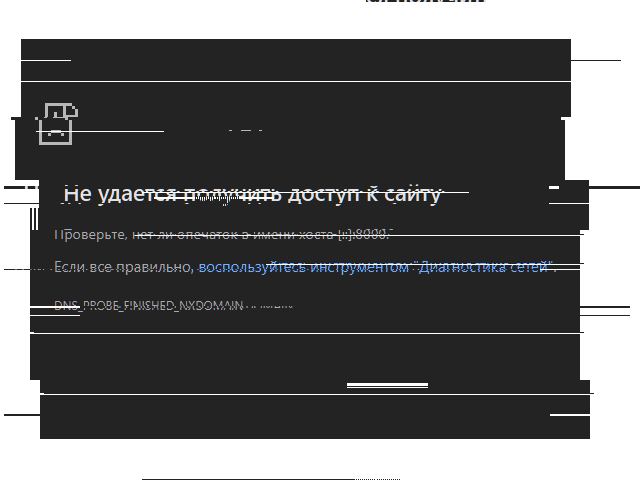 Не удается получить доступ к сайту
Проверьте, нет ли опечаток в имени хоста [::]:8000.
Если все правильно, воспользуйтесь инструментом "Диагностика сетей".
DNS_PROBE_FINISHED_NXDOMAIN